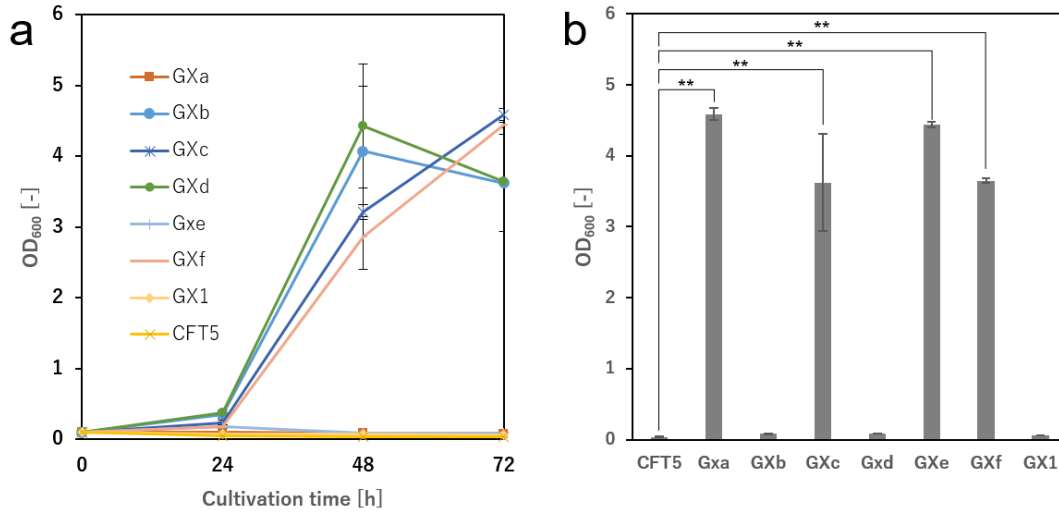 a
6
5
4
3
2
1
0
OD600 [-]
GXa
GXb
GXc
GXd
Gxe
GXf
GX1
CFT5
0 24 48 72
Cultivation time [h]
b
6
5
4
3
2
1
0
OD600 [-]
**
**
**
**
CFT5 Gxa GXb GXc Gxd GXe GXf GX1